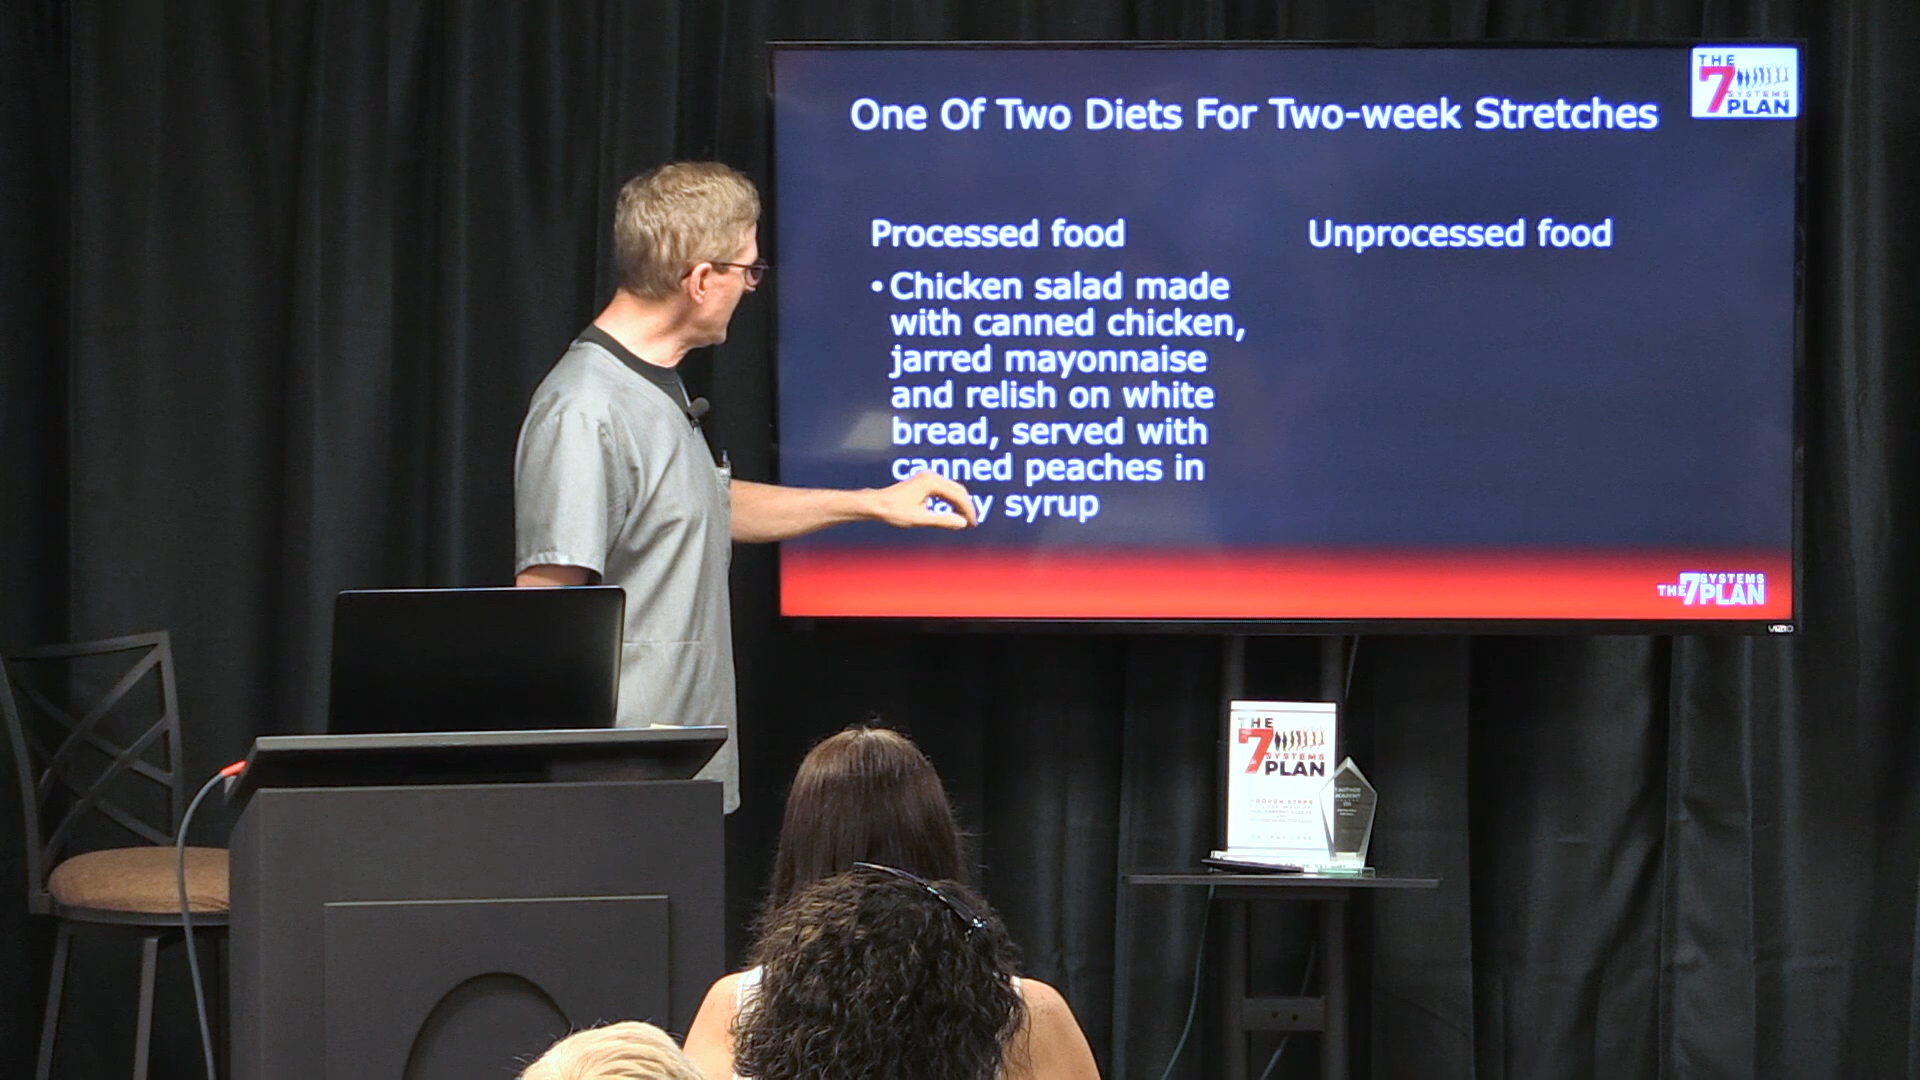 THE
7
SYSTEMS
PLAN
One Of Two Diets For Two-week Stretches
Processed food
Unprocessed food
• Chicken salad made
with canned chicken,
jarred mayonnaise
and relish on white
bread, served with
canned peaches in
syrup
THE 7 SYSTEMS PLAN
VIZIO
THE
7
SYSTEMS
PLAN
PROVEN STEPS